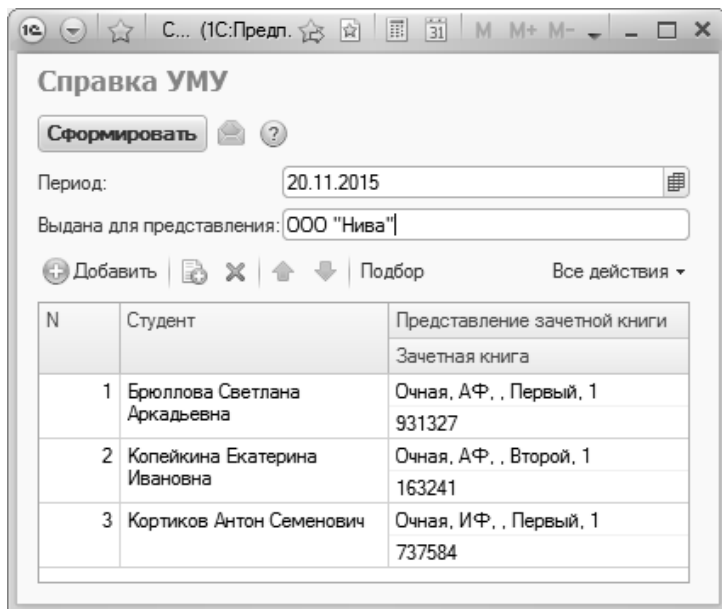 1С С... (1С:Предп. 31 M M+ M-
Справка УМУ
Сформировать ?
Период: 20.11.2015
Выдана для представления: ООО "Нива"
Добавить Подбор Все действия
N Студент Представление зачетной книги
Зачетная книга
1 Брюллова Светлана Очная, АФ, , Первый, 1
Аркадьевна 931327
2 Копейкина Екатерина Очная, АФ, , Второй, 1
Ивановна 163241
3 Кортиков Антон Семенович Очная, ИФ, , Первый, 1
737584